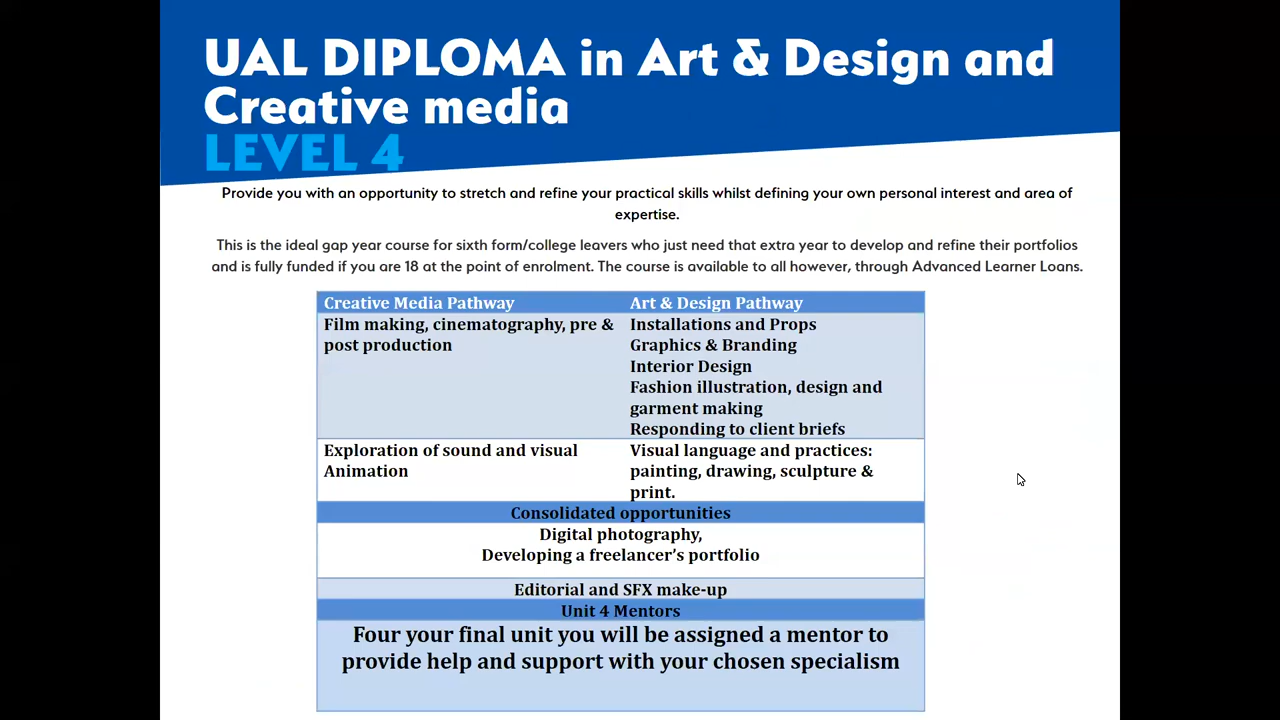 UAL DIPLOMA in Art & Design and
Creative media
LEVEL 4
Provide you with an opportunity to stretch and refine your practical skills whilst defining your own personal interest and area of
expertise.
This is the ideal gap year course for sixth form/college leavers who just need that extra year to develop and refine their portfolios
and is fully funded if you are 18 at the point of enrolment. The course is available to all however, through Advanced Learner Loans.
Creative Media Pathway
Art & Design Pathway
Film making, cinematography, pre &
post production
Installations and Props
Graphics & Branding
Interior Design
Fashion illustration, design and
garment making
Responding to client briefs
Exploration of sound and visual
Animation
Visual language and practices:
painting, drawing, sculpture &
print.
Consolidated opportunities
Digital photography,
Developing a freelancer's portfolio
Editorial and SFX make-up
Unit 4 Mentors
Four your final unit you will be assigned a mentor to
provide help and support with your chosen specialism